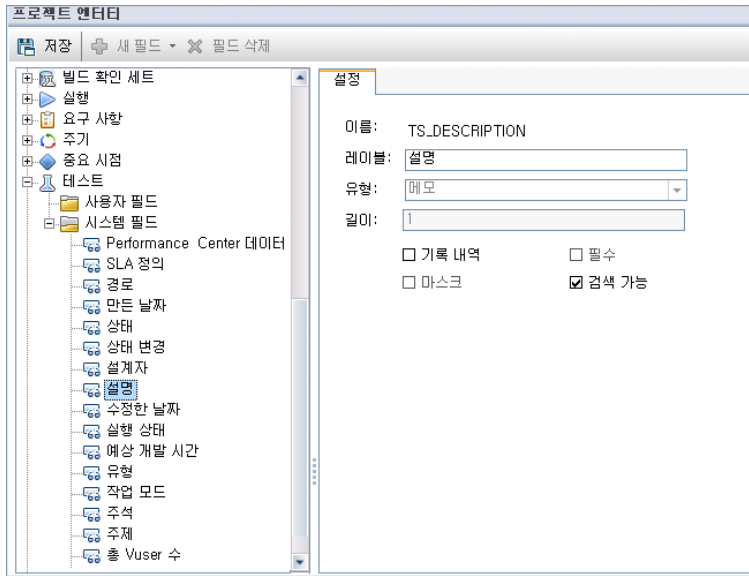 프로젝트 엔터티
저장 새 필드 필드 삭제
빌드 확인 세트
실행
요구 사항
주기
중요 시점
테스트
사용자 필드
시스템 필드
Performance Center 데이터
SLA 정의
경로
만든 날짜
상태
상태 변경
설계자
설명
수정한 날짜
실행 상태
예상 개발 시간
유형
작업 모드
주석
주제
총 Vuser 수
설정
이름: TS_DESCRIPTION
레이블: 설명
유형: 메모
길이: 1
기록 내역 필수
마스크 검색 가능